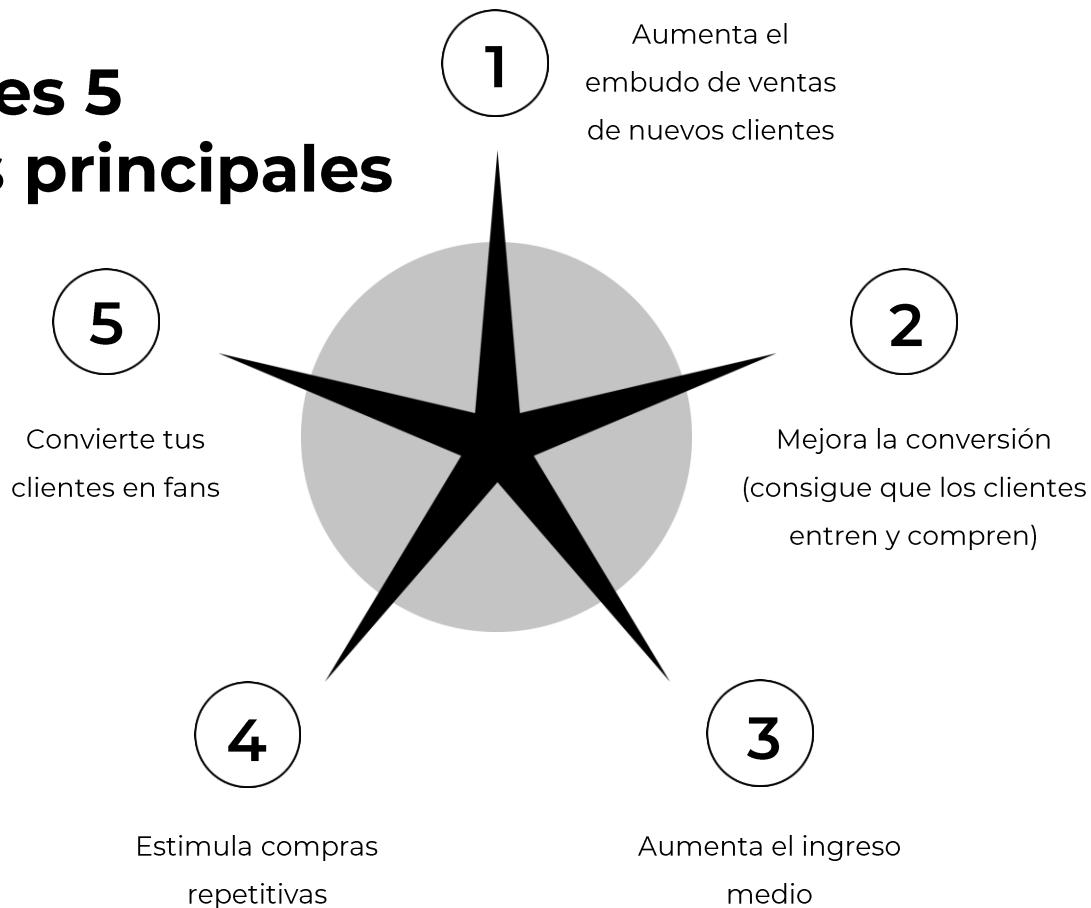 es 5
principales
1
Aumenta el
embudo de ventas
de nuevos clientes
2
Mejora la conversión
(consigue que los clientes
entren y compren)
3
Aumenta el ingreso
medio
4
Estimula compras
repetitivas
5
Convierte tus
clientes en fans